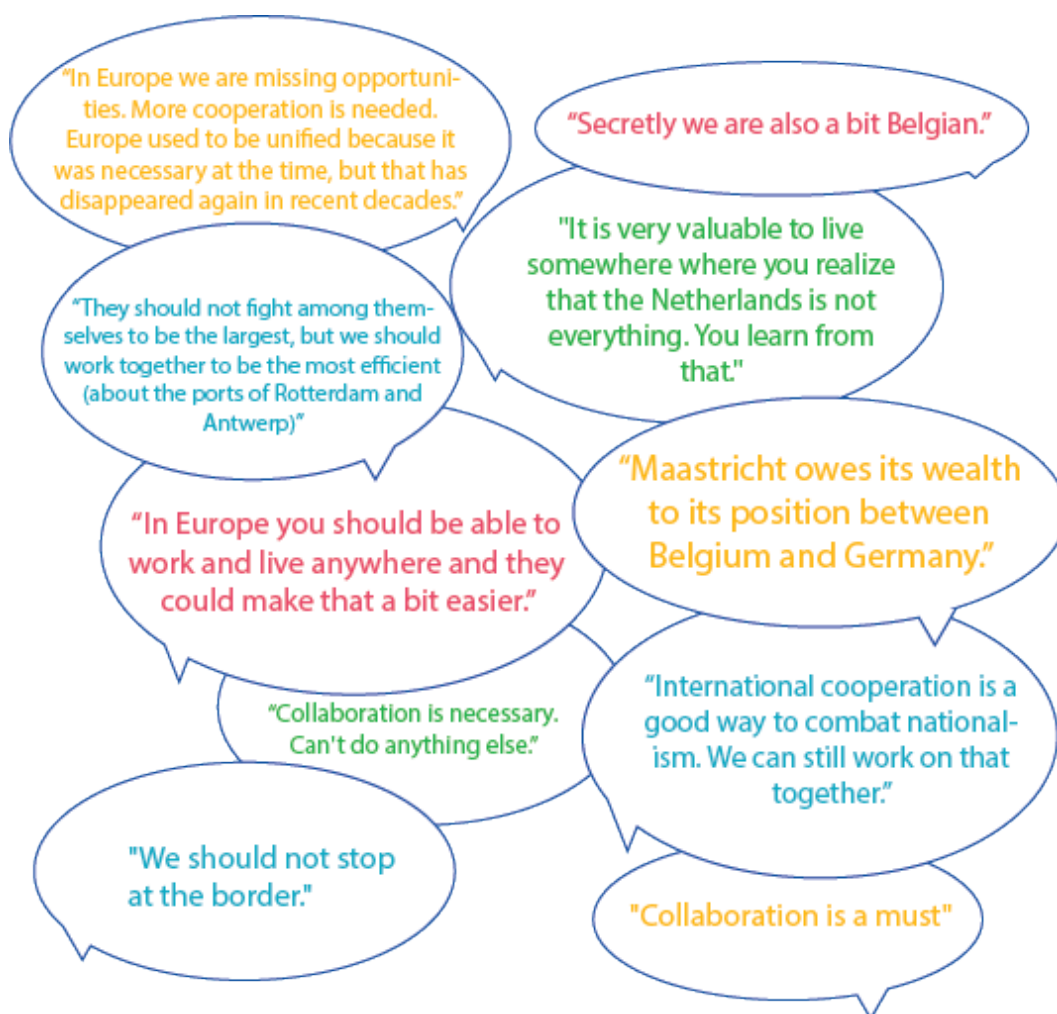 “In Europe we are missing opportuni-
ties. More cooperation is needed.
Europe used to be unified because it
was necessary at the time, but that has
disappeared again in recent decades.”
“Secretly we are also a bit Belgian.”
"It is very valuable to live
somewhere where you realize
that the Netherlands is not
everything. You learn from
that."
“They should not fight among them-
selves to be the largest, but we should
work together to be the most efficient
(about the ports of Rotterdam and
Antwerp)”
“Maastricht owes its wealth
to its position between
Belgium and Germany.”
“In Europe you should be able to
work and live anywhere and they
could make that a bit easier.”
“International cooperation is a
good way to combat national-
ism. We can still work on that
together.”
“Collaboration is necessary.
Can't do anything else.”
"We should not stop
at the border."
"Collaboration is a must"